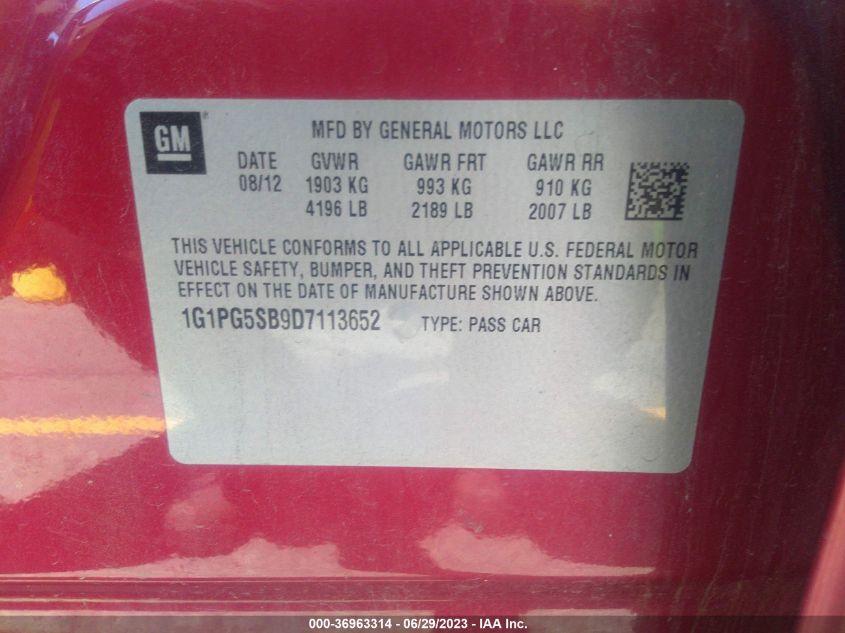 GM ®
MFD BY GENERAL MOTORS LLC
DATE GVWR GAWR FRT GAWR RR
08/12 1903 KG 993 KG 910 KG
4196 LB 2189 LB 2007 LB
THIS VEHICLE CONFORMS TO ALL APPLICABLE U.S. FEDERAL MOTOR
VEHICLE SAFETY, BUMPER, AND THEFT PREVENTION STANDARDS IN
EFFECT ON THE DATE OF MANUFACTURE SHOWN ABOVE.
1G1PG5SB9D7113652 TYPE: PASS CAR
000-36963314 - 06/29/2023 - IAA Inc.